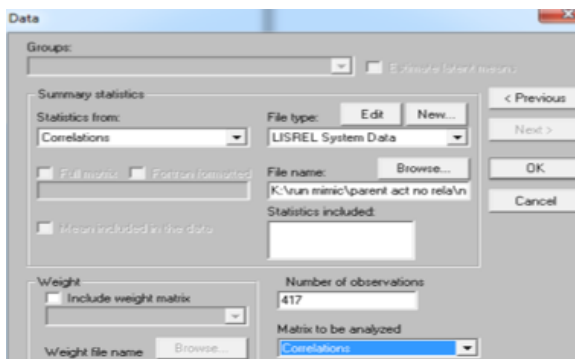 Data
Groups:
Estimate latent means
Summary statistics
Statistics from:
File type:
Edit
New...
< Previous
Correlations
LISREL System Data
Next >
Full matrix
Fortran formatted
File name:
Browse...
OK
K:\run mimic\parent act no rela\n
Cancel
Mean included in the data
Statistics included:
Weight
Number of observations
Include weight matrix
417
Matrix to be analyzed
Weight file name
Browse...
Correlations